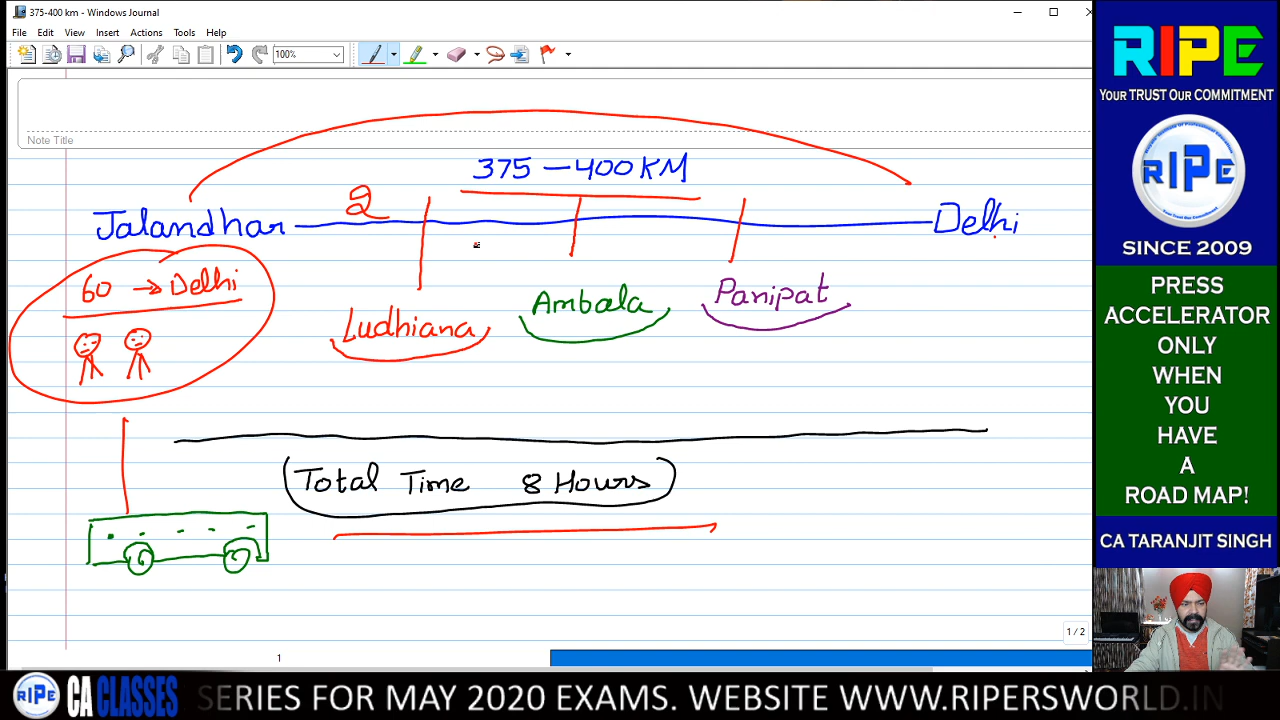 375-400 km - Windows Journal
File Edit View Insert Actions Tools Help
100%
Note Title
375 – 400 KM
2
Jalandhar
Delhi
60 → Delhi
Ludhiana
Ambala
Panipat
Total Time 8 Hours
1 / 2
1
RIPE
YOUR TRUST OUR COMMITMENT
RIPE
SINCE 2009
PRESS
ACCELERATOR
ONLY
WHEN
YOU
HAVE
A
ROAD MAP!
CA TARANJIT SINGH
RIPE CA CLASSES SERIES FOR MAY 2020 EXAMS. WEBSITE WWW.RIPERSWORLD.IN